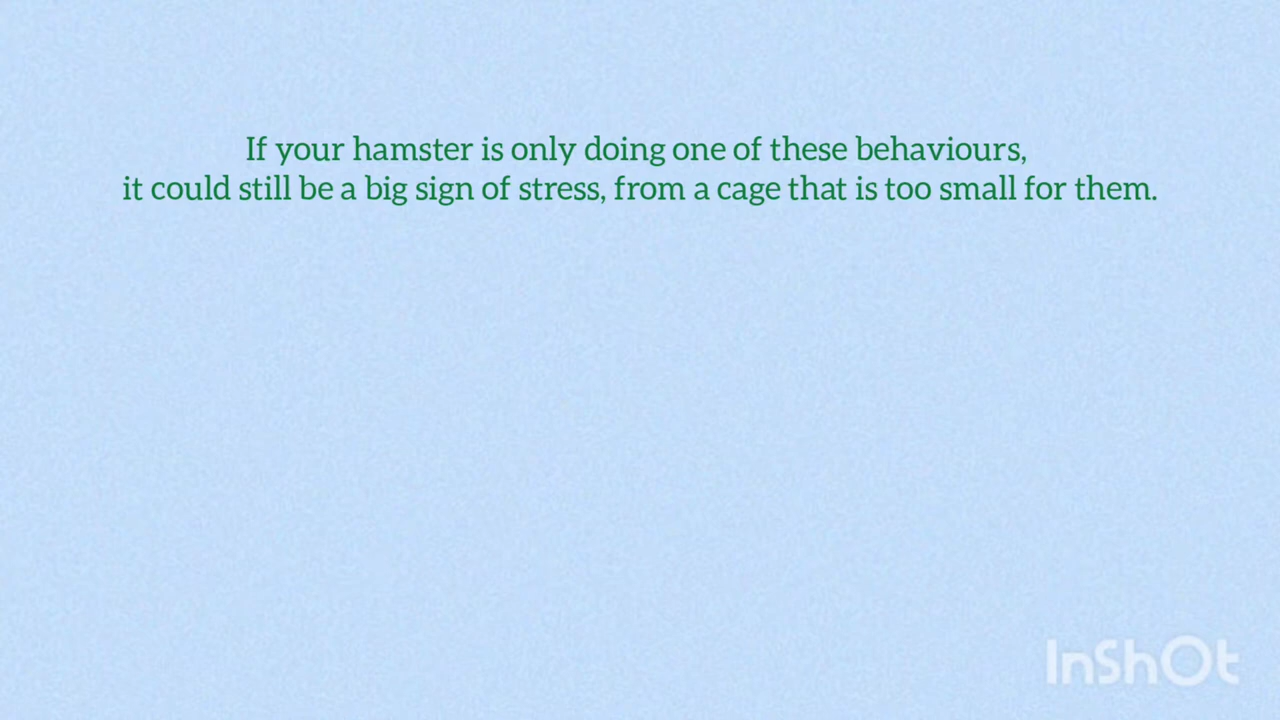 If your hamster is only doing one of these behaviours,
it could still be a big sign of stress, from a cage that is too small for them.
InShOt